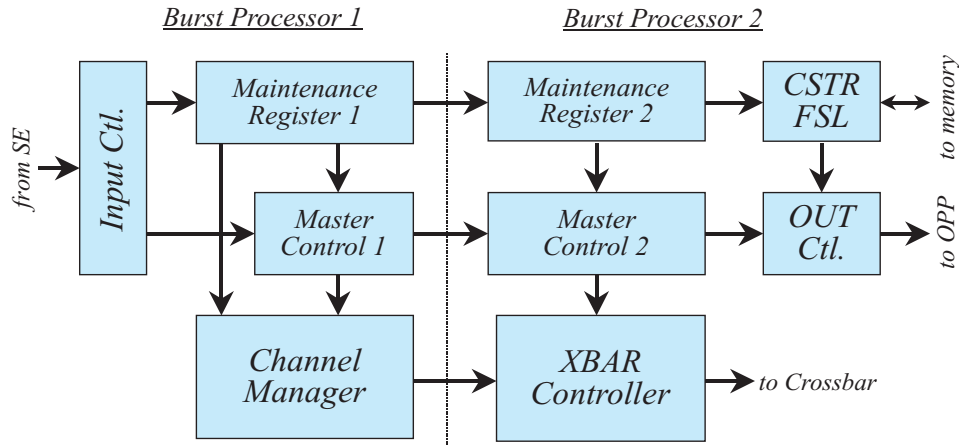 Burst Processor 1
Burst Processor 2
from SE
Input Ctl.
Maintenance
Register 1
Maintenance
Register 2
CSTR
FSL
to memory
Master
Control 1
Master
Control 2
OUT
Ctl.
to OPP
Channel
Manager
XBAR
Controller
to Crossbar